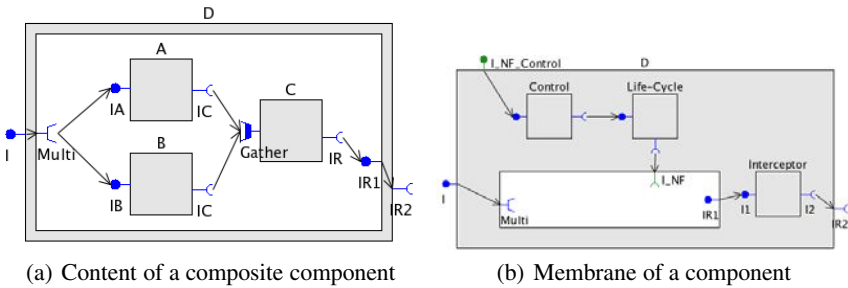 D
A
IA
IC
C
I
Multi
Gather
IR
B
IR1
IB
IC
IR2
(a) Content of a composite component
I_NF_Control
D
Control
Life-Cycle
Interceptor
I_NF
I
Multi
IR1
I1
I2
IR2
(b) Membrane of a component